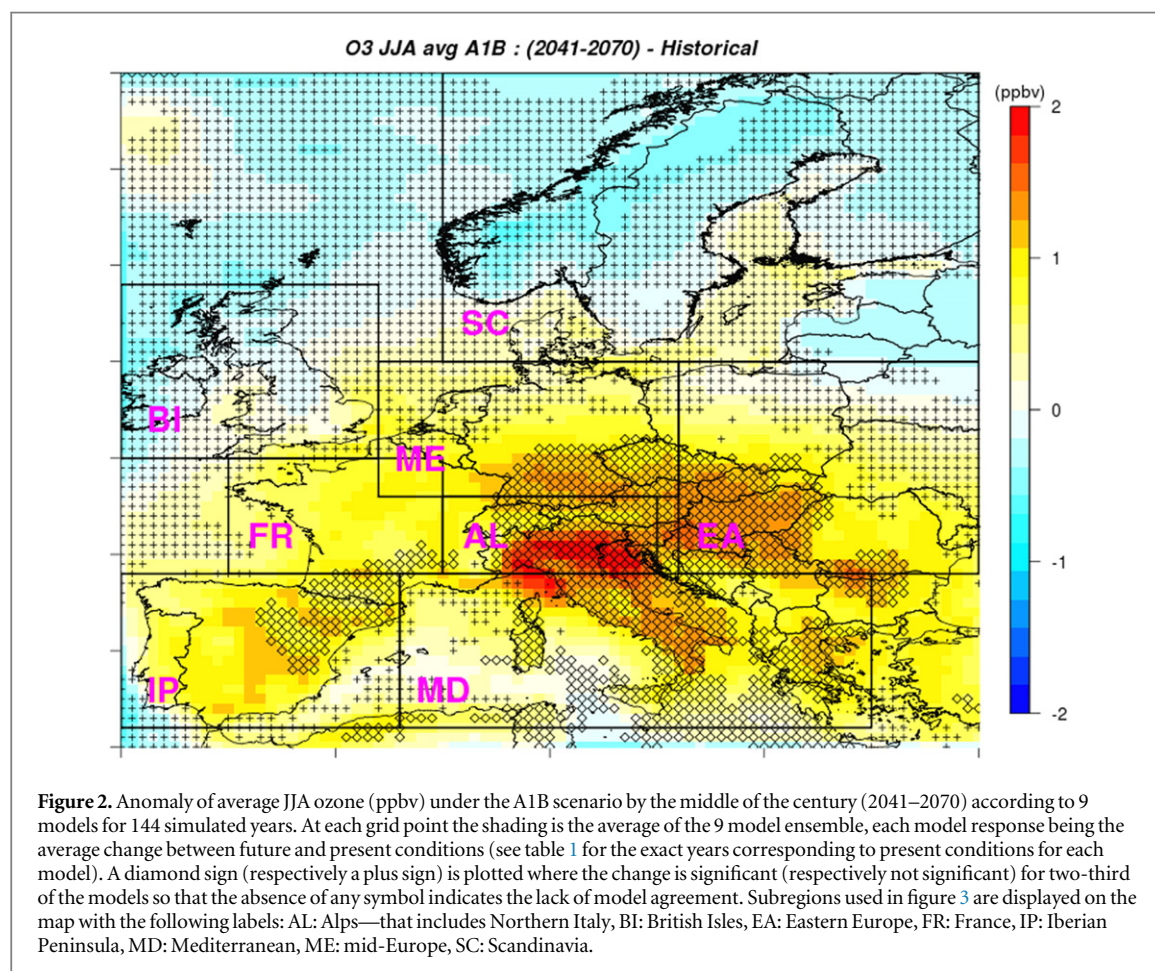 O3 JJA avg A1B : (2041-2070) - Historical
(ppbv)
2
1
0
-1
-2
SC
BI
ME
FR
AL
EA
IP
MD
Figure 2. Anomaly of average JJA ozone (ppbv) under the A1B scenario by the middle of the century (2041–2070) according to 9
models for 144 simulated years. At each grid point the shading is the average of the 9 model ensemble, each model response being the
average change between future and present conditions (see table 1 for the exact years corresponding to present conditions for each
model). A diamond sign (respectively a plus sign) is plotted where the change is significant (respectively not significant) for two-third
of the models so that the absence of any symbol indicates the lack of model agreement. Subregions used in figure 3 are displayed on the
map with the following labels: AL: Alps—that includes Northern Italy, BI: British Isles, EA: Eastern Europe, FR: France, IP: Iberian
Peninsula, MD: Mediterranean, ME: mid-Europe, SC: Scandinavia.